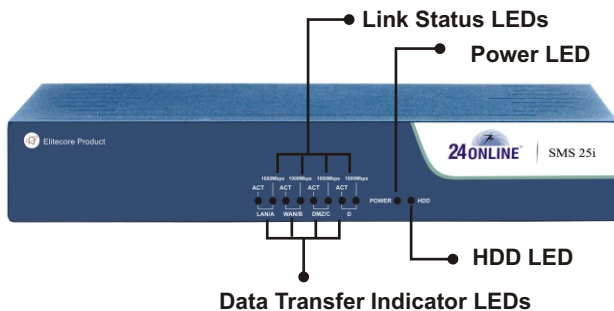 Link Status LEDs
Power LED
Elitecore Product
24ONLINE
SMS 25i
1000Mbps 1000Mbps 1000Mbps 1000Mbps
ACT ACT ACT ACT
POWER HDD
LAN/A WAN/B DMZ/C D
HDD LED
Data Transfer Indicator LEDs